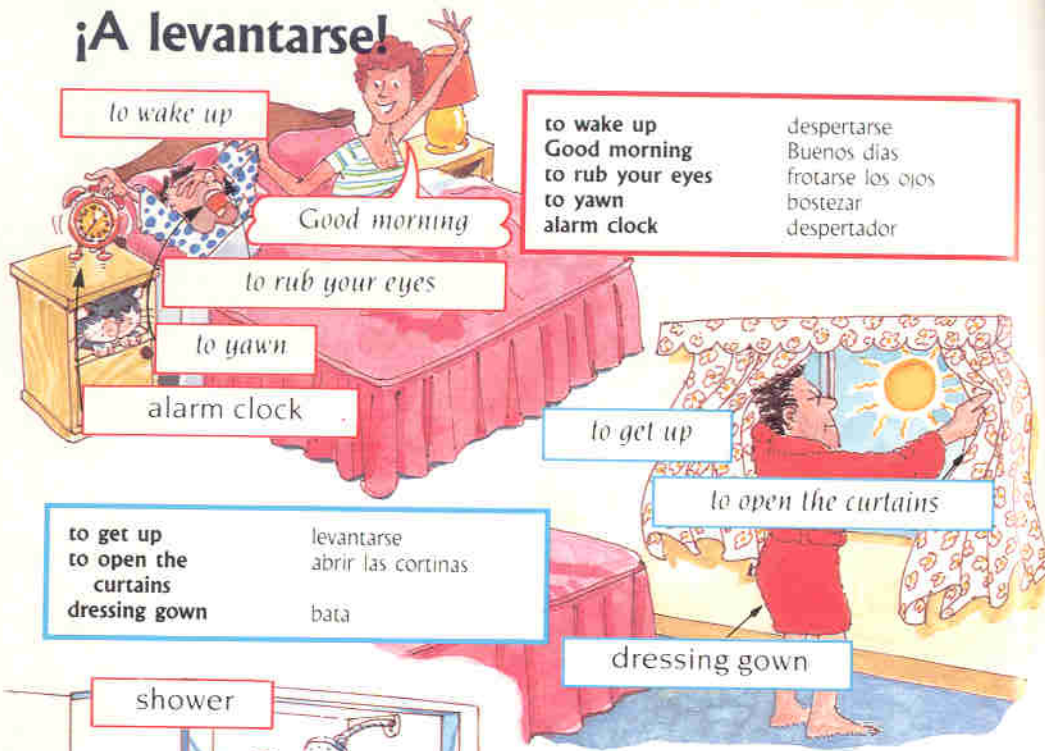 ¡A levantarse!
to wake up
Good morning
to rub your eyes
to yawn
alarm clock
to wake up despertarse
Good morning Buenos días
to rub your eyes frotarse los ojos
to yawn bostezar
alarm clock despertador
to get up
to open the curtains
dressing gown
to get up levantarse
to open the abrir las cortinas
curtains
dressing gown bata
shower